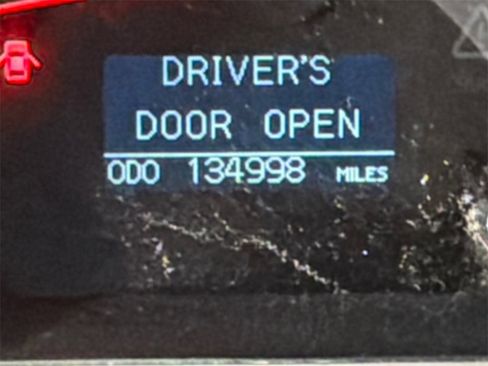 DRIVER'S
DOOR OPEN
ODO 134998 MILES